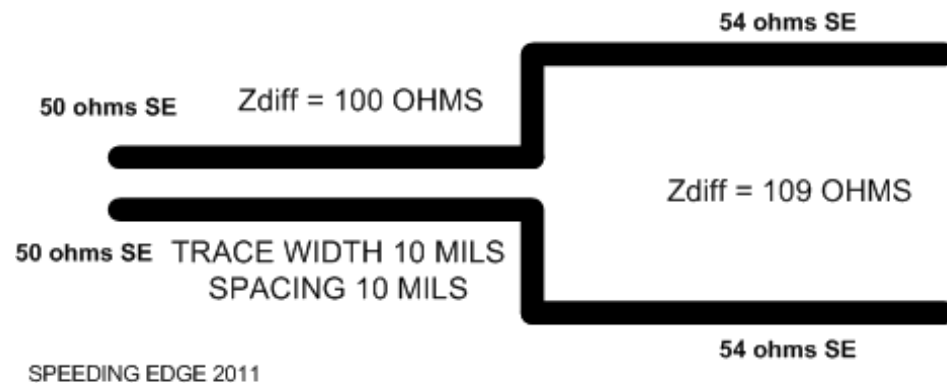 54 ohms SE
50 ohms SE
Zdiff = 100 OHMS
Zdiff = 109 OHMS
50 ohms SE
TRACE WIDTH 10 MILS
SPACING 10 MILS
54 ohms SE
SPEEDING EDGE 2011